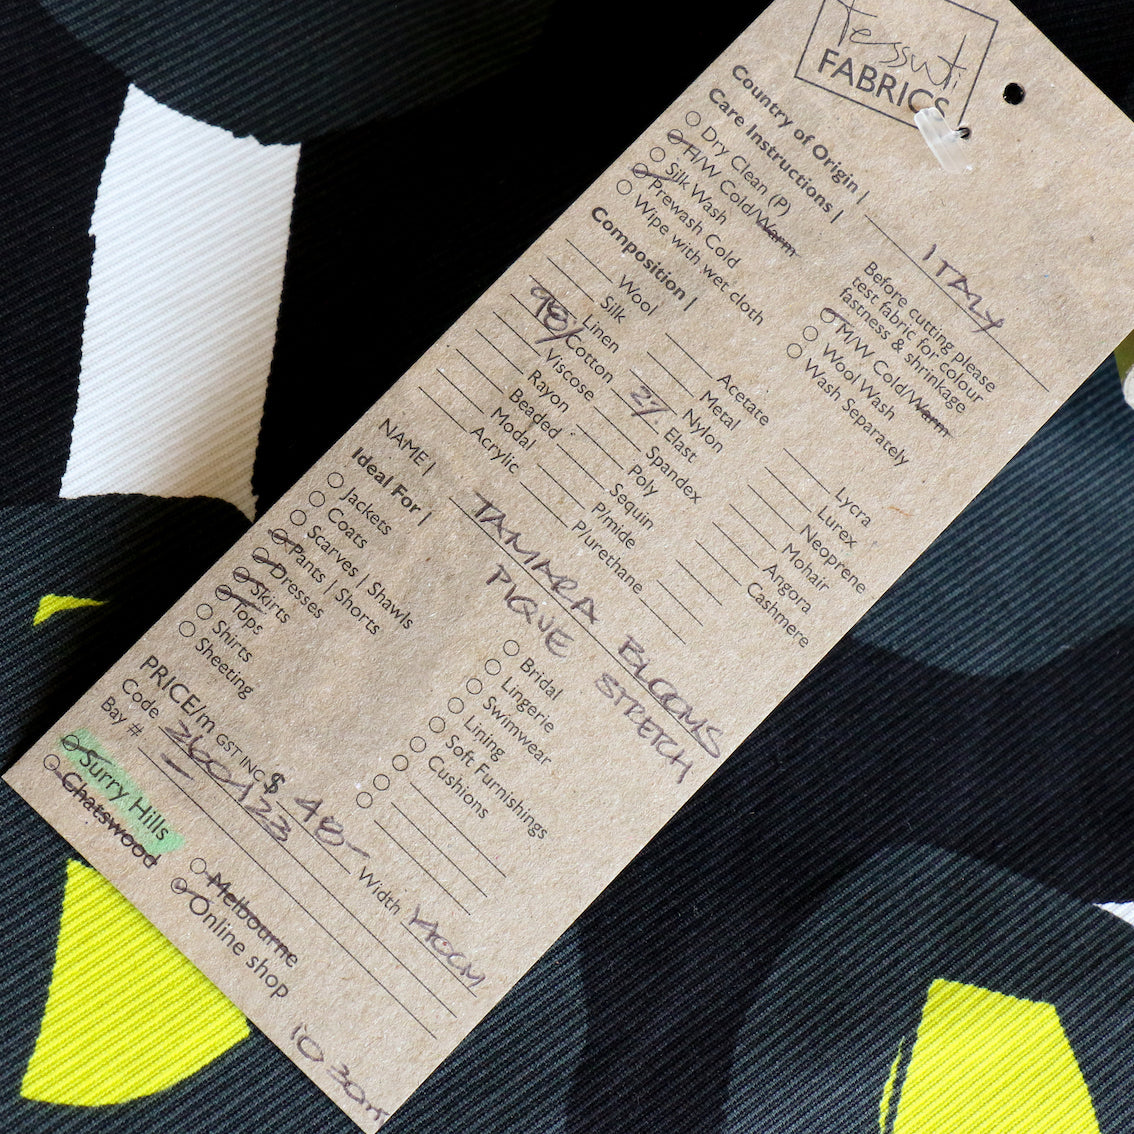 Tessuti
FABRICS
Country of Origin | ITALY
Care Instructions |
Dry Clean (P)
H/W Cold/Warm
Silk Wash
Prewash Cold
Wipe with wet cloth
Before cutting please
test fabric for colour
fastness & shrinkage
M/W Cold/Warm
Wool Wash
Wash Separately
Composition |
Wool
Silk
Linen
98% Cotton
Viscose
Rayon
Beaded
Modal
Acrylic
Acetate
Metal
Nylon
2% Elast
Spandex
Poly
Sequin
P/mide
P/urethane
Lycra
Lurex
Neoprene
Mohair
Angora
Cashmere
NAME | TAMARA BLOOMS
PIQUE STRETCH
Ideal For |
Jackets
Coats
Scarves | Shawls
Pants | Shorts
Dresses
Skirts
Tops
Shirts
Sheeting
Bridal
Lingerie
Swimwear
Lining
Soft Furnishings
Cushions
PRICE/m GST INC $ 48- Width 140CM
Code 260423
Bay # -
Surry Hills
Chatswood
Melbourne
Online shop
10.30m